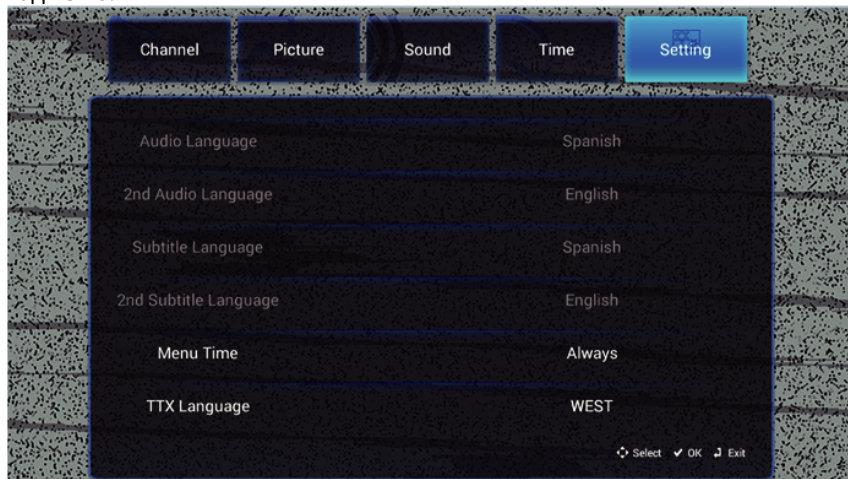 Channel Picture Sound Time Setting
Audio Language Spanish
2nd Audio Language English
Subtitle Language Spanish
2nd Subtitle Language English
Menu Time Always
TTX Language WEST
Select OK Exit